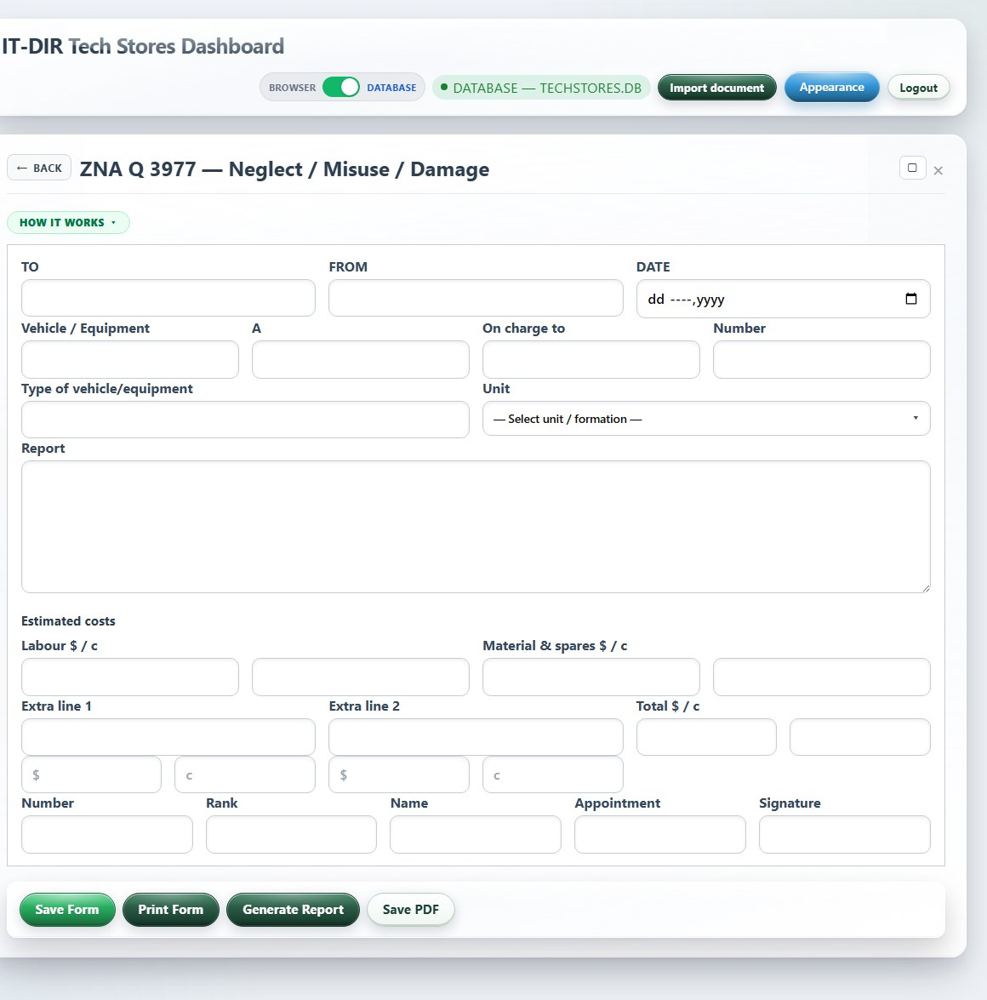 IT-DIR Tech Stores Dashboard
BROWSER DATABASE DATABASE — TECHSTORES.DB Import document Appearance Logout
← BACK ZNA Q 3977 — Neglect / Misuse / Damage
HOW IT WORKS
TO FROM DATE
dd ----,yyyy
Vehicle / Equipment A On charge to Number
Type of vehicle/equipment Unit
— Select unit / formation —
Report
Estimated costs
Labour $ / c Material & spares $ / c
Extra line 1 Extra line 2 Total $ / c
$ c $ c
Number Rank Name Appointment Signature
Save Form Print Form Generate Report Save PDF